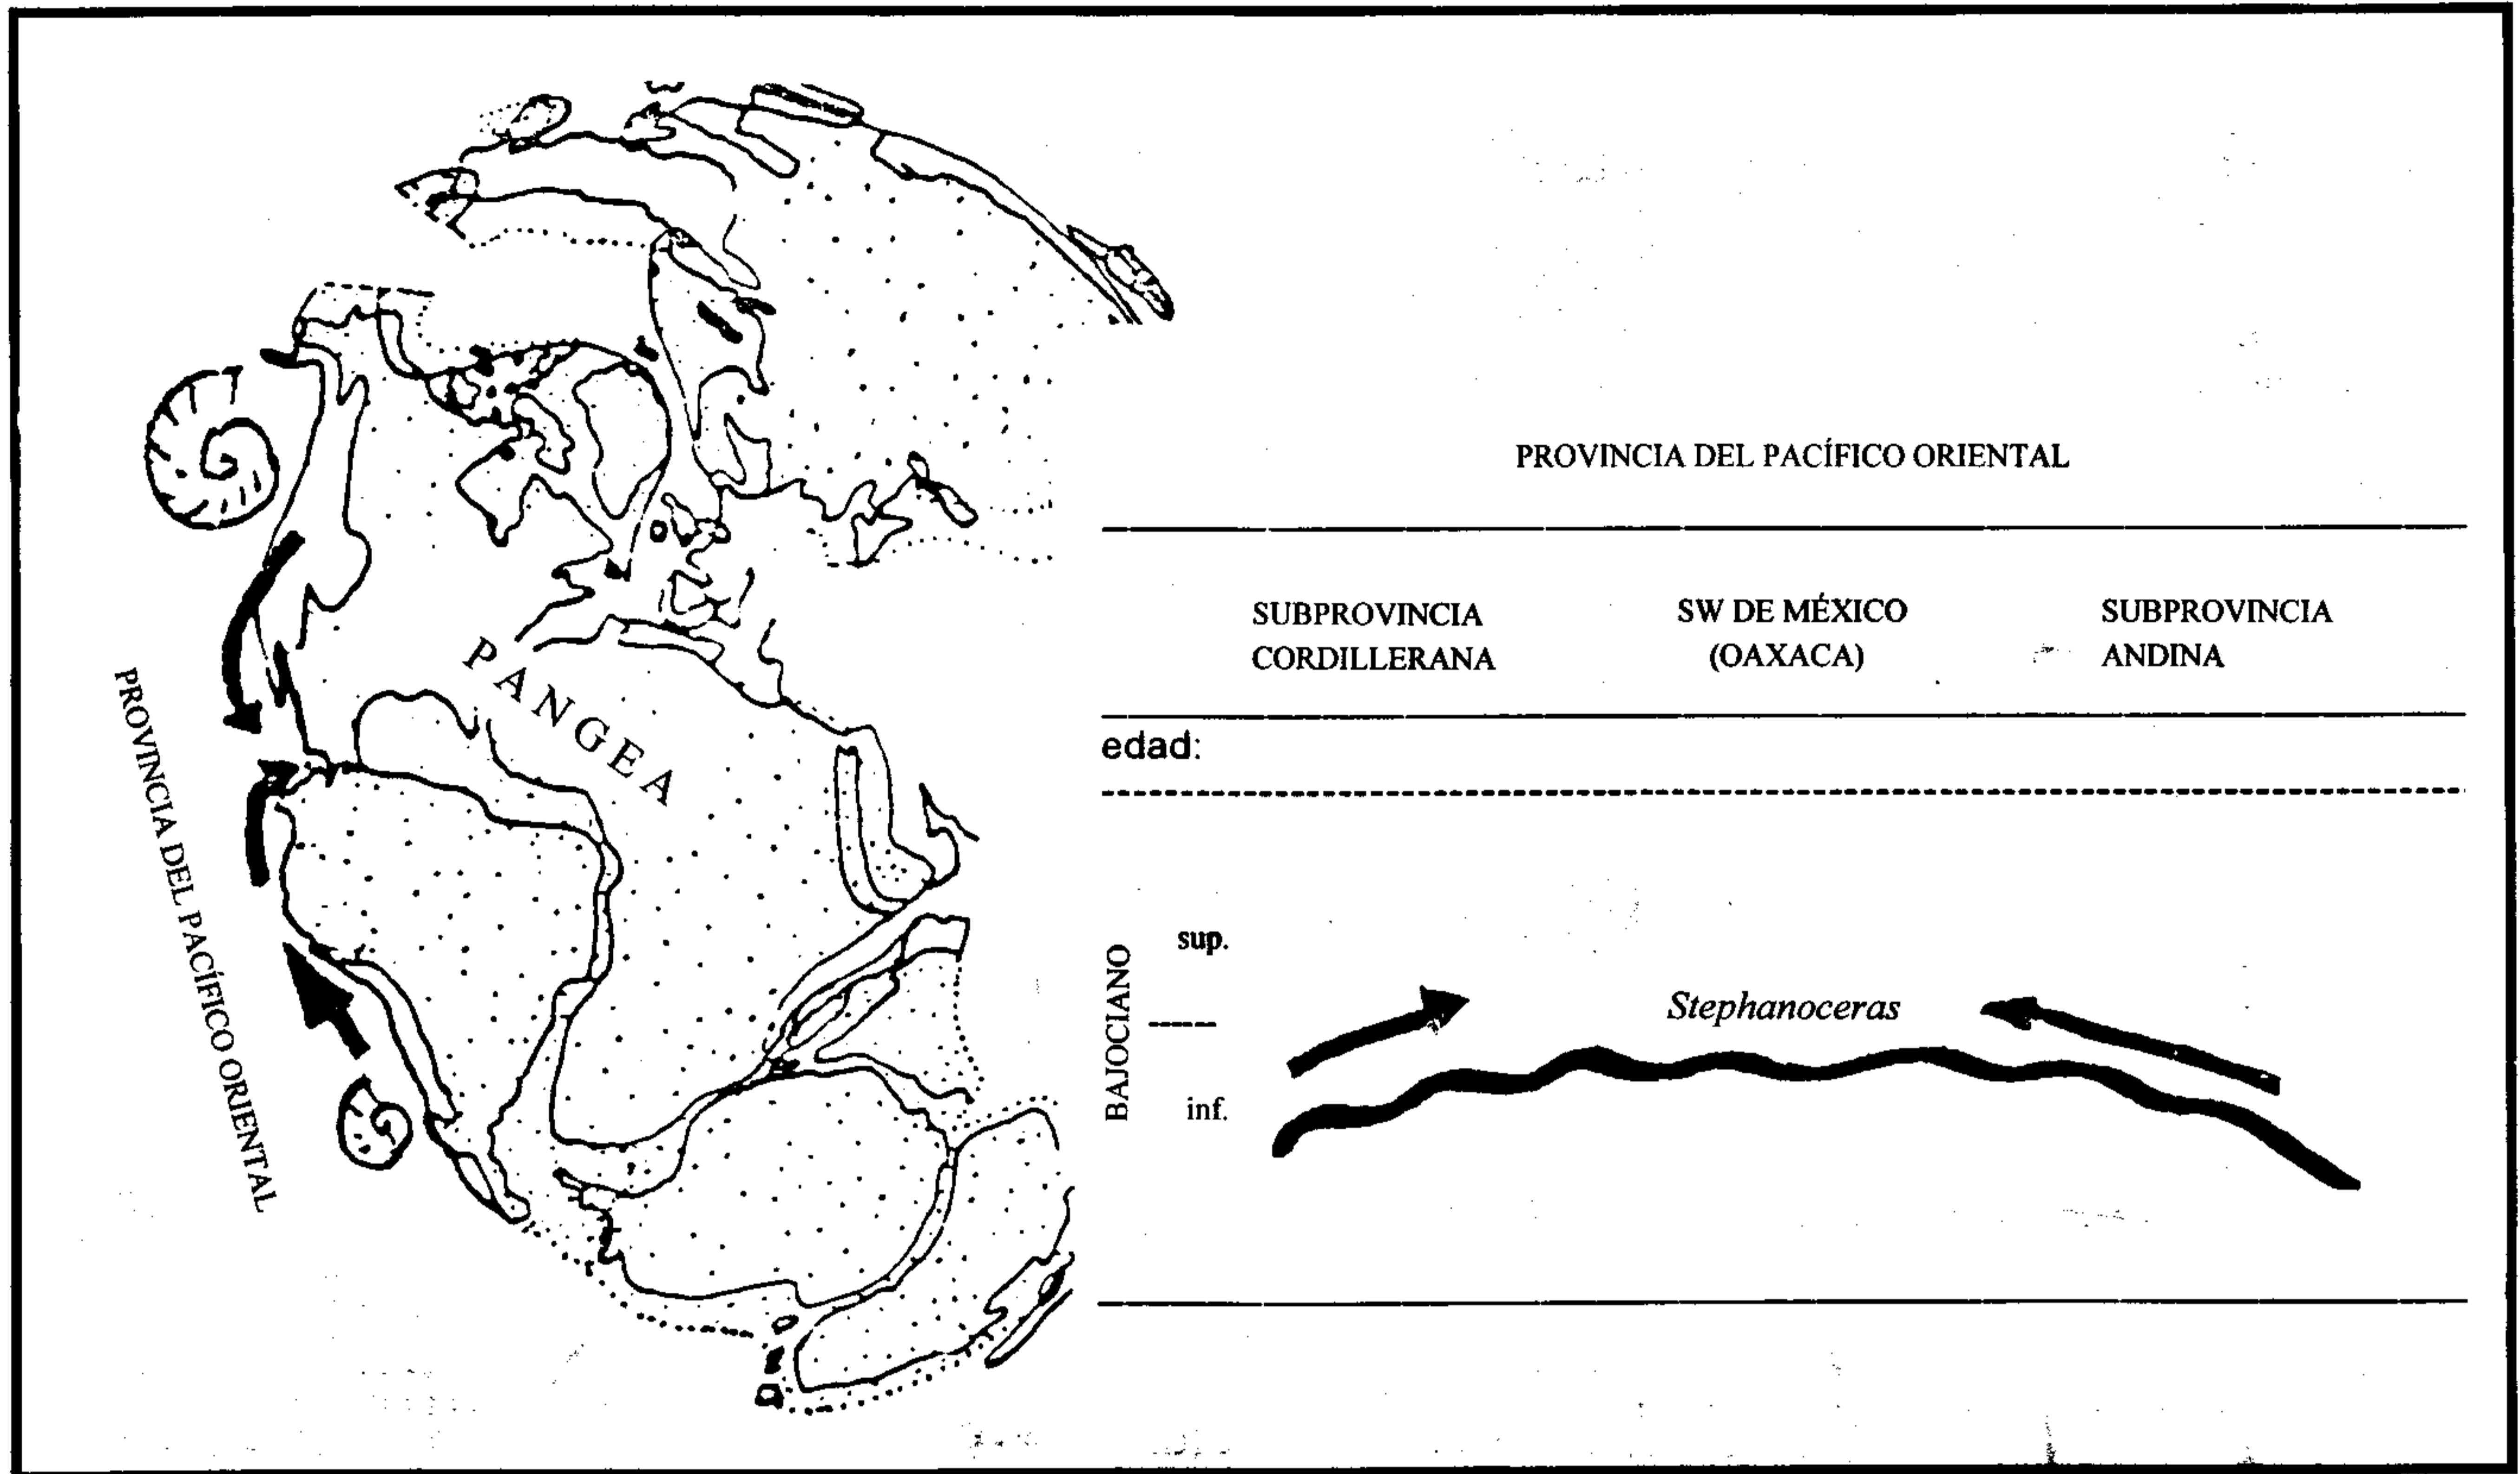 PANGEA
PROVINCIA DEL PACÍFICO ORIENTAL
PROVINCIA DEL PACÍFICO ORIENTAL
SUBPROVINCIA
CORDILLERANA
SW DE MÉXICO
(OAXACA)
SUBPROVINCIA
ANDINA
edad:
BAJOCIANO
sup.
Stephanoceras
inf.